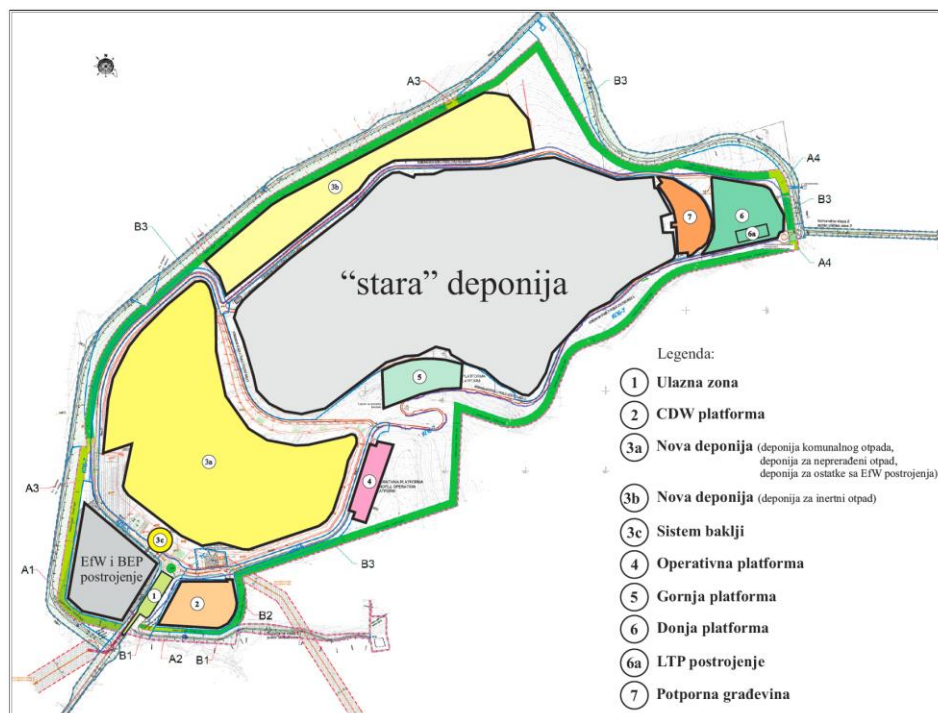 A3
B3
A4
3b
B3
7
6
6a
B3
A4
“stara” deponija
5
3a
4
A3
3c
EfW i BEP
postrojenje
1
2
A1
B3
B2
B1
A2
B1
Legenda:
1 Ulazna zona
2 CDW platforma
3a Nova deponija (deponija komunalnog otpada,
deponija za neprerađeni otpad,
deponija za ostatke sa EfW postrojenja)
3b Nova deponija (deponija za inertni otpad)
3c Sistem baklji
4 Operativna platforma
5 Gornja platforma
6 Donja platforma
6a LTP postrojenje
7 Potporna građevina